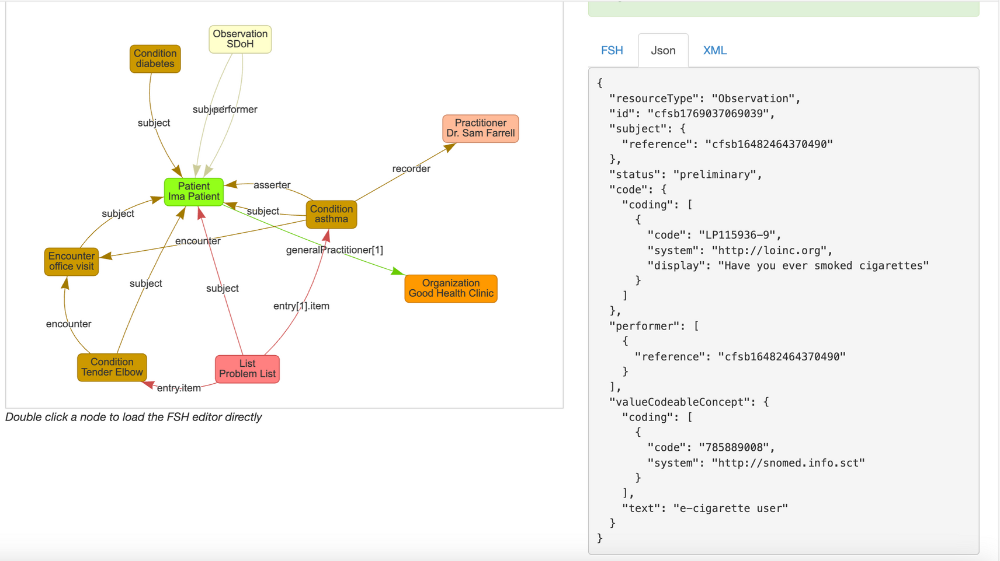 Observation
SDoH
Condition
diabetes
subject
performer
subject
Practitioner
Dr. Sam Farrell
recorder
asserter
Patient
Ima Patient
subject
subject
Condition
asthma
encounter
generalPractitioner[1]
Encounter
office visit
Organization
Good Health Clinic
subject
subject
entry[1].item
encounter
Condition
Tender Elbow
List
Problem List
entry.item
Double click a node to load the FSH editor directly
FSH Json XML
{
"resourceType": "Observation",
"id": "cfsb1769037069039",
"subject": {
"reference": "cfsb16482464370490"
},
"status": "preliminary",
"code": {
"coding": [
{
"code": "LP115936-9",
"system": "http://loinc.org",
"display": "Have you ever smoked cigarettes"
}
]
},
"performer": [
{
"reference": "cfsb16482464370490"
}
],
"valueCodeableConcept": {
"coding": [
{
"code": "785889008",
"system": "http://snomed.info.sct"
}
],
"text": "e-cigarette user"
}
}